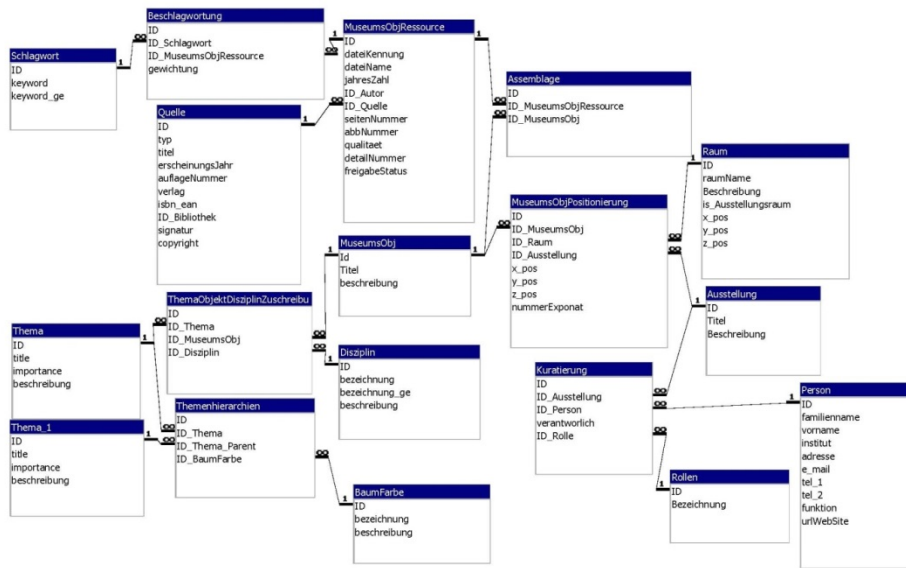 Beschlagwortung
ID
ID_Schlagwort
ID_MuseumsObjRessource
gewichtung
MuseumsObjRessource
ID
dateiKennung
dateiName
jahresZahl
ID_Autor
ID_Quelle
seitenNummer
abbNummer
qualitaet
detailNummer
freigabeStatus
Schlagwort
ID
keyword
keyword_ge
Assemblage
ID
ID_MuseumsObjRessource
ID_MuseumsObj
Quelle
ID
typ
titel
erscheinungsJahr
auflageNummer
verlag
isbn_ean
ID_Bibliothek
signatur
copyright
Raum
ID
raumName
Beschreibung
is_Ausstellungsraum
x_pos
y_pos
z_pos
MuseumsObjPositionierung
ID
ID_MuseumsObj
ID_Raum
ID_Ausstellung
x_pos
y_pos
z_pos
nummerExponat
MuseumsObj
Id
Titel
beschreibung
ThemaObjektDisziplinZuschreibu
ID
ID_Thema
ID_MuseumsObj
ID_Disziplin
Ausstellung
ID
Titel
Beschreibung
Thema
ID
title
importance
beschreibung
Disziplin
ID
bezeichnung
bezeichnung_ge
beschreibung
Kuratierung
ID
ID_Ausstellung
ID_Person
verantworlich
ID_Rolle
Person
ID
familienname
vorname
institut
adresse
e_mail
tel_1
tel_2
funktion
urlWebSite
Themenhierarchien
ID
ID_Thema
ID_Thema_Parent
ID_BaumFarbe
Thema_1
ID
title
importance
beschreibung
Rollen
ID
Bezeichnung
BaumFarbe
ID
bezeichnung
beschreibung